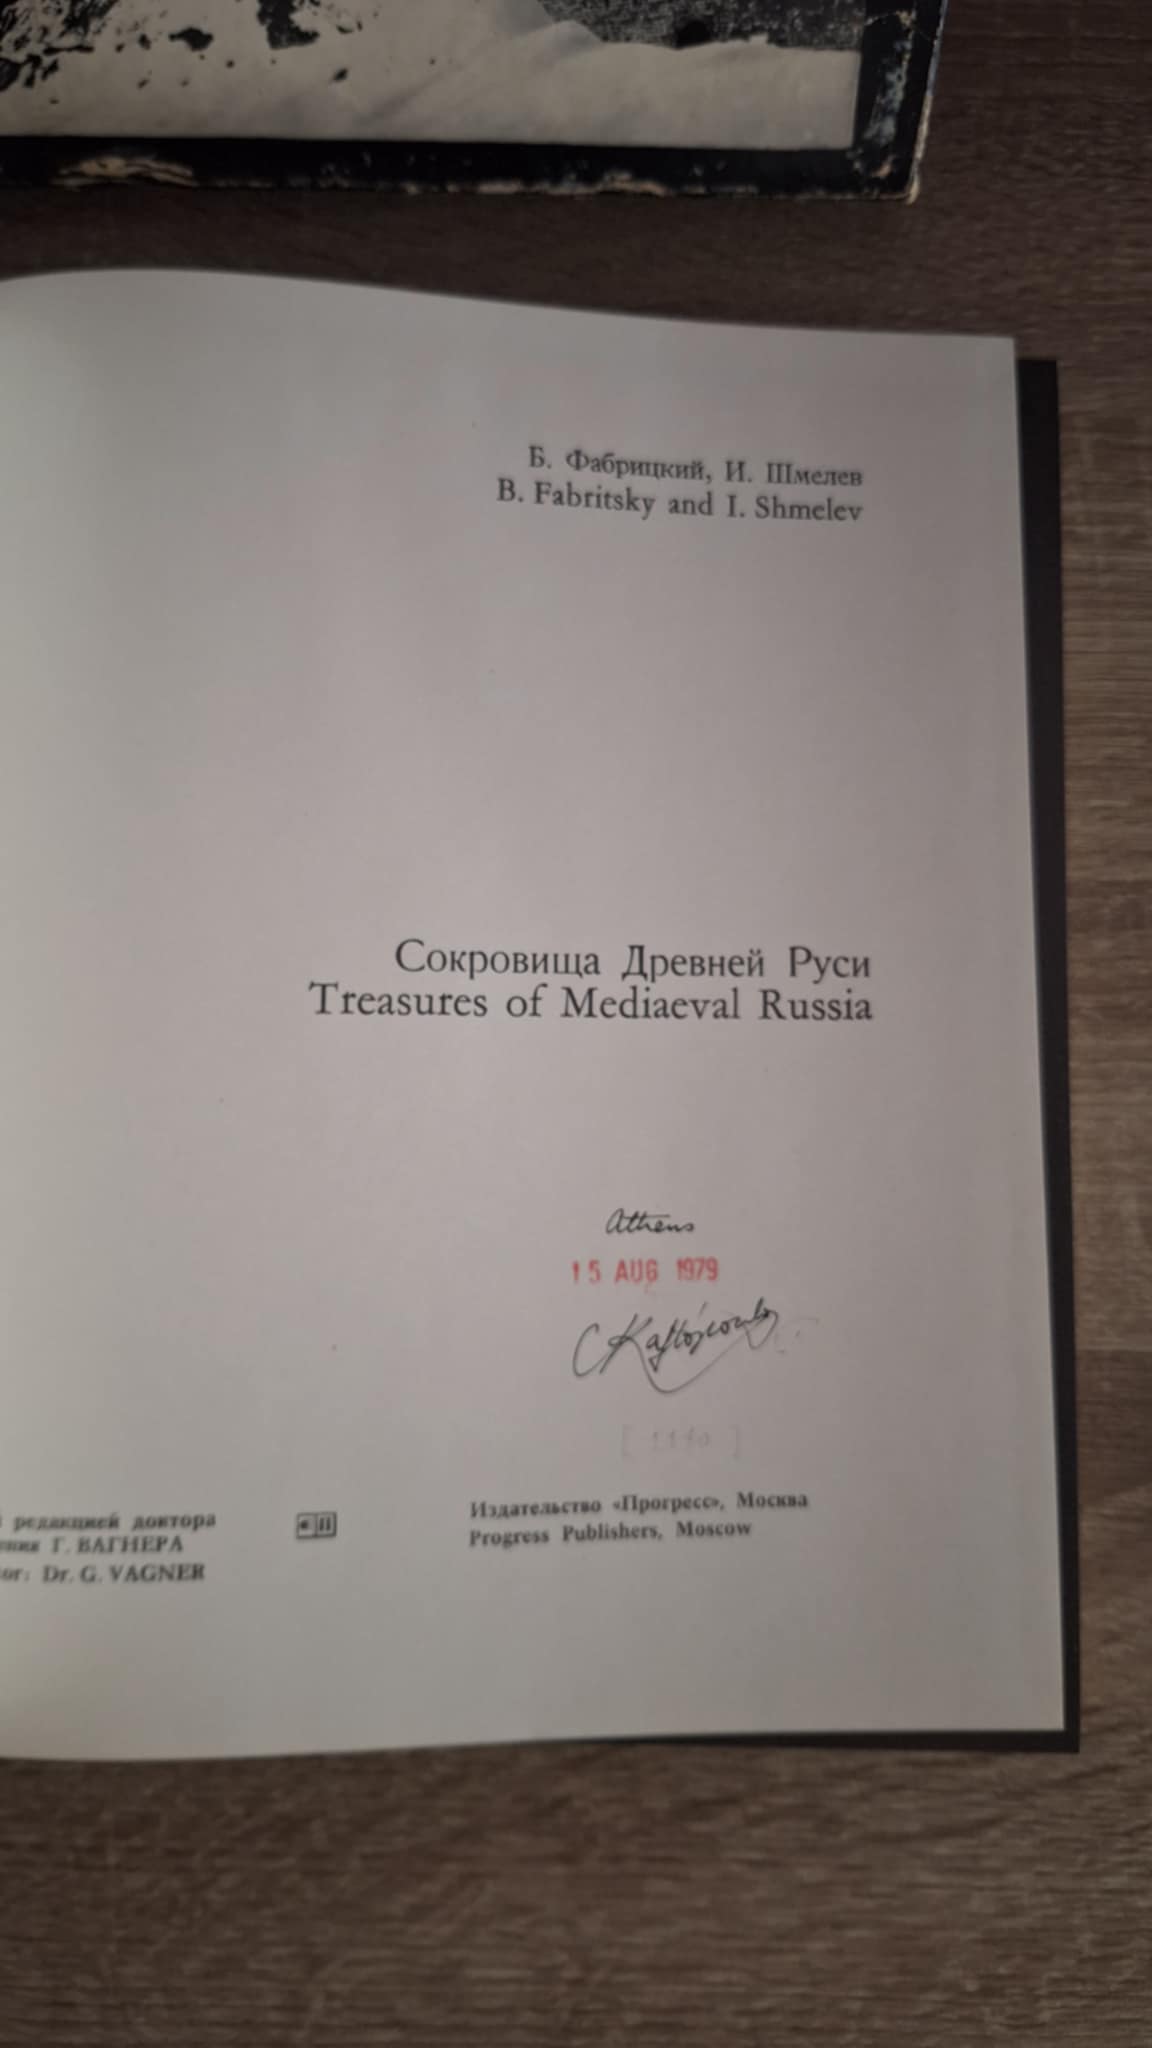 Б. Фабрицкий, И. Шмелев
B. Fabritsky and I. Shmelev
Сокровища Древней Руси
Treasures of Mediaeval Russia
Athens
15 AUG 1979
редакцией доктора
Г. ВАГНЕРА
Dr. G. VAGNER
Издательство «Прогресс», Москва
Progress Publishers, Moscow